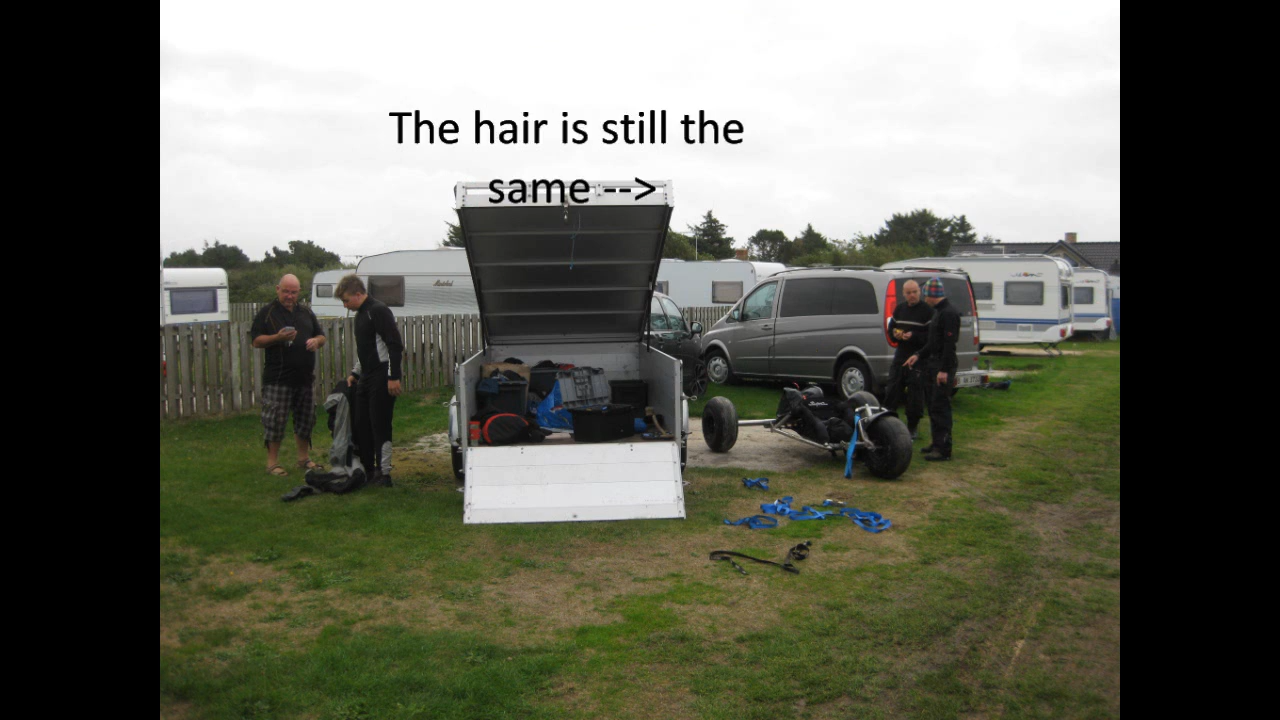 The hair is still the
same -->